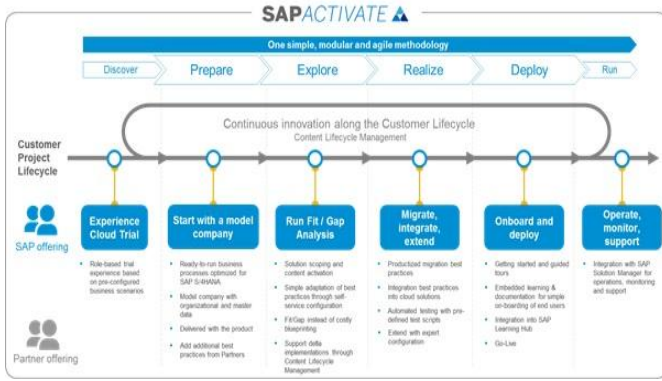 SAP ACTIVATE
One simple, modular and agile methodology
Discover
Prepare
Explore
Realize
Deploy
Run
Continuous innovation along the Customer Lifecycle
Content Lifecycle Management
Customer
Project
Lifecycle
SAP offering
Partner offering
Experience
Cloud Trial
• Role-based trial
experience based
on pre-configured
business scenarios
Start with a model
company
• Ready-to-run business
processes optimized for
SAP S/4HANA
• Model company with
organizational and master
data
• Delivered with the product
• Add additional best
practices from Partners
Run Fit / Gap
Analysis
• Solution scoping and
content activation
• Simple adaptation of best
practices through self-
service configuration
• Fit/Gap instead of costly
blueprinting
• Support delta
implementations through
Content Lifecycle
Management
Migrate,
integrate,
extend
• Productized migration best
practices
• Integration best practices
into cloud solutions
• Automated testing with pre-
defined test scripts
• Extend with expert
configuration
Onboard and
deploy
• Getting started and guided
tours
• Embedded learning &
documentation for simple
on-boarding of end users
• Integration into SAP
Learning Hub
• Go-Live
Operate,
monitor,
support
• Integration with SAP
Solution Manager for
operations, monitoring
and support